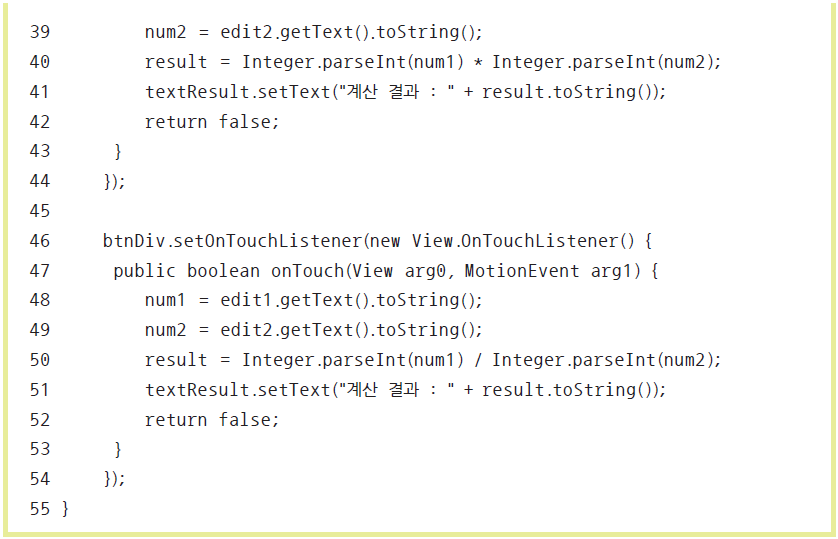 39 num2 = edit2.getText().toString();
40 result = Integer.parseInt(num1) * Integer.parseInt(num2);
41 textResult.setText("계산 결과 : " + result.toString());
42 return false;
43 }
44 });
45
46 btnDiv.setOnTouchListener(new View.OnTouchListener() {
47 public boolean onTouch(View arg0, MotionEvent arg1) {
48 num1 = edit1.getText().toString();
49 num2 = edit2.getText().toString();
50 result = Integer.parseInt(num1) / Integer.parseInt(num2);
51 textResult.setText("계산 결과 : " + result.toString());
52 return false;
53 }
54 });
55 }